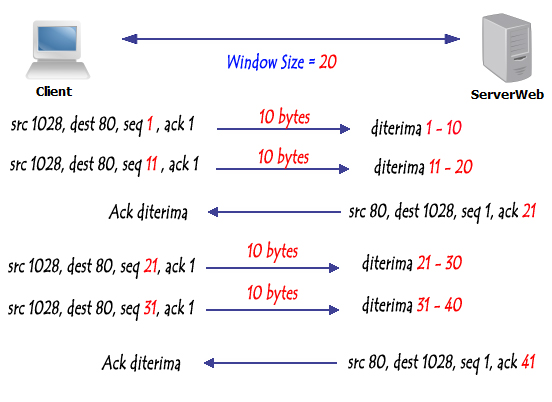 Window Size = 20
Client
ServerWeb
src 1028, dest 80, seq 1 , ack 1
10 bytes
diterima 1 - 10
src 1028, dest 80, seq 11 , ack 1
10 bytes
diterima 11 - 20
Ack diterima
src 80, dest 1028, seq 1, ack 21
src 1028, dest 80, seq 21, ack 1
10 bytes
diterima 21 - 30
src 1028, dest 80, seq 31, ack 1
10 bytes
diterima 31 - 40
Ack diterima
src 80, dest 1028, seq 1, ack 41